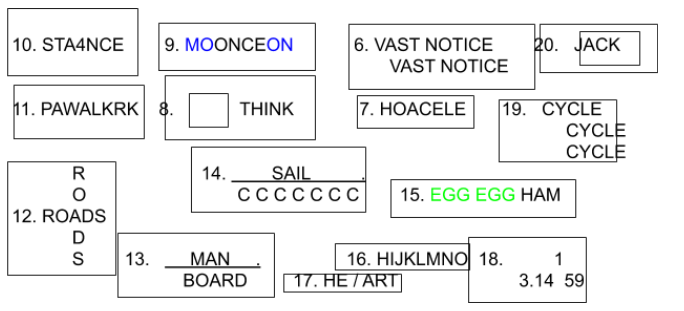 10. STA4NCE
9. MOONCEON
6. VAST NOTICE
VAST NOTICE
20. JACK
11. PAWALKRK
8. THINK
7. HOACELE
19. CYCLE
CYCLE
CYCLE
14. SAIL .
C C C C C C C
15. EGG EGG HAM
R
O
12. ROADS
D
S
13. MAN .
BOARD
16. HIJKLMNO
17. HE / ART
18. 1
3.14 59